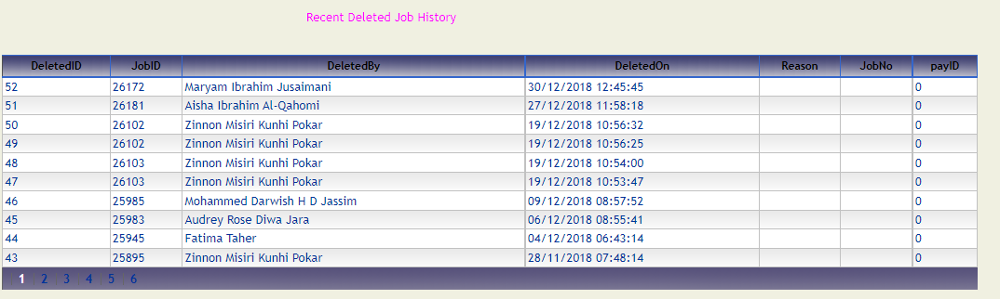 Recent Deleted Job History
DeletedID JobID DeletedBy DeletedOn Reason JobNo payID
52 26172 Maryam Ibrahim Jusaimani 30/12/2018 12:45:45 0
51 26181 Aisha Ibrahim Al-Qahomi 27/12/2018 11:58:18 0
50 26102 Zinnon Misiri Kunhi Pokar 19/12/2018 10:56:32 0
49 26102 Zinnon Misiri Kunhi Pokar 19/12/2018 10:56:25 0
48 26103 Zinnon Misiri Kunhi Pokar 19/12/2018 10:54:00 0
47 26103 Zinnon Misiri Kunhi Pokar 19/12/2018 10:53:47 0
46 25985 Mohammed Darwish H D Jassim 09/12/2018 08:57:52 0
45 25983 Audrey Rose Diwa Jara 06/12/2018 08:55:41 0
44 25945 Fatima Taher 04/12/2018 06:43:14 0
43 25895 Zinnon Misiri Kunhi Pokar 28/11/2018 07:48:14 0
1 2 3 4 5 6